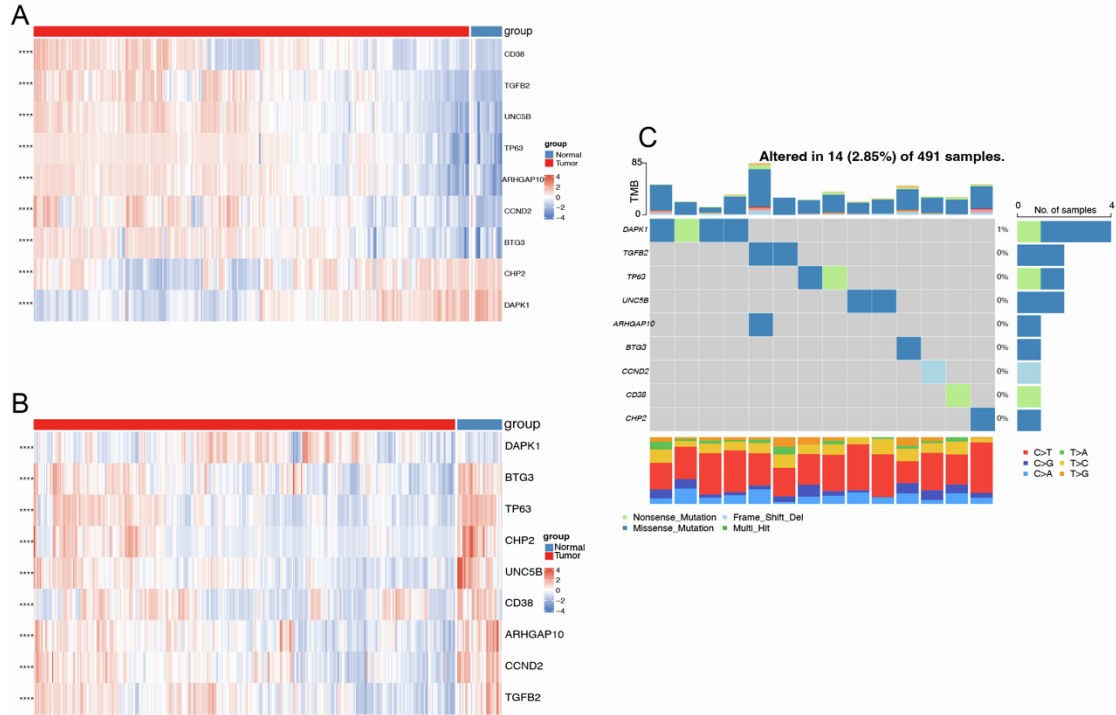 A
group
**** CD38
**** TGFB2
**** UNC5B
**** TP63
**** ARHGAP10
**** CCND2
**** BTG3
**** CHP2
**** DAPK1
group
Normal
Tumor
4
2
0
−2
−4
B
group
**** DAPK1
**** BTG3
**** TP63
**** CHP2
**** UNC5B
**** CD38
**** ARHGAP10
**** CCND2
**** TGFB2
group
Normal
Tumor
4
2
0
−2
−4
C
Altered in 14 (2.85%) of 491 samples.
85
TMB
0
No. of samples
0 4
DAPK1 1%
TGFB2 0%
TP63 0%
UNC5B 0%
ARHGAP10 0%
BTG3 0%
CCND2 0%
CD38 0%
CHP2 0%
C>T T>A
C>G T>C
C>A T>G
Nonsense_Mutation Frame_Shift_Del
Missense_Mutation Multi_Hit